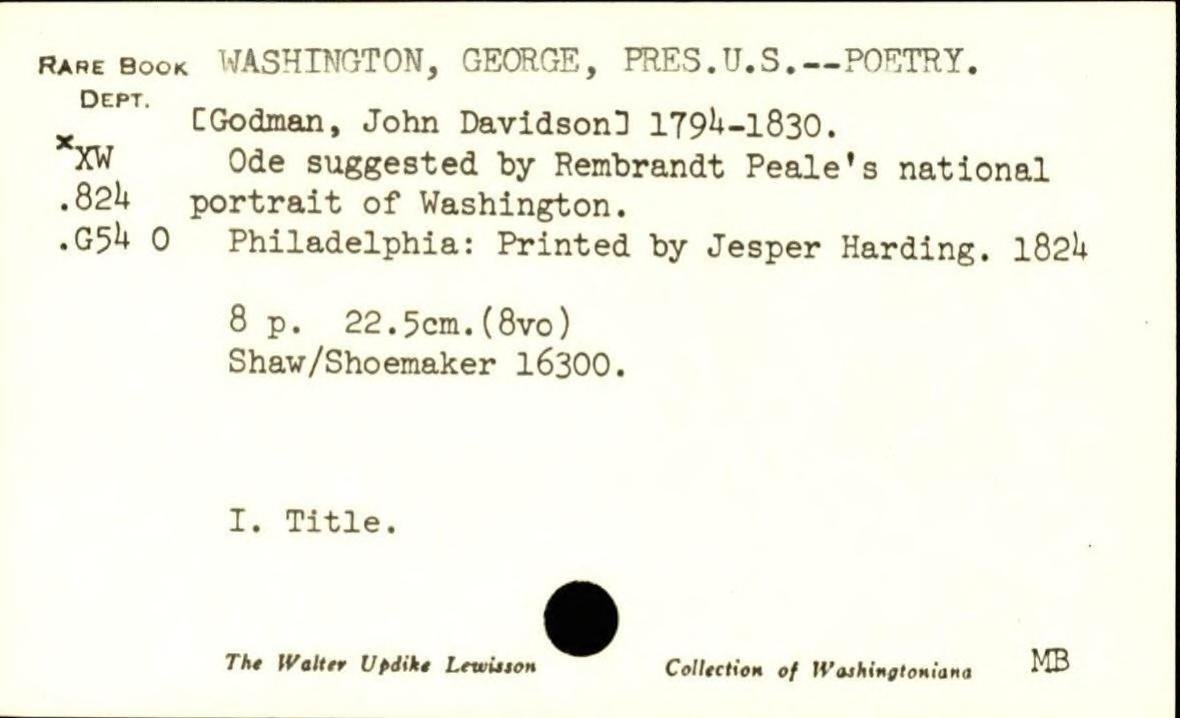 RARE BOOK WASHINGTON, GEORGE, PRES.U.S.--POETRY.
DEPT.
[Godman, John Davidson] 1794-1830.
xXW Ode suggested by Rembrandt Peale's national
.824 portrait of Washington.
.G54 O Philadelphia: Printed by Jesper Harding. 1824
8 p. 22.5cm.(8vo)
Shaw/Shoemaker 16300.
I. Title.
The Walter Updike Lewisson Collection of Washingtoniana MB